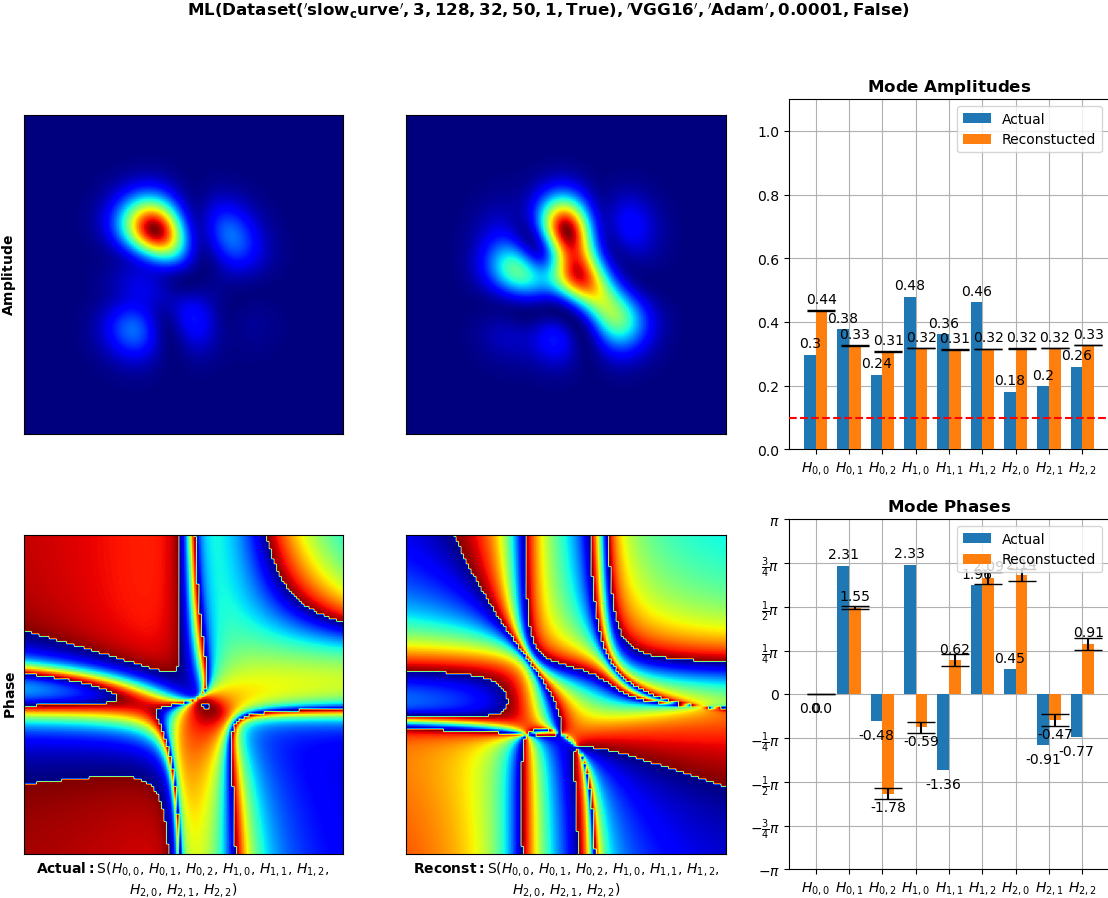 ML(Dataset('slow_curve', 3, 128, 32, 50, 1, True), 'VGG16', 'Adam', 0.0001, False)
Amplitude
Mode Amplitudes
Actual
Reconstucted
1.0
0.8
0.6
0.4
0.2
0.0
0.3
0.44
0.38
0.33
0.24
0.31
0.48
0.32
0.36
0.31
0.46
0.32
0.18
0.32
0.2
0.32
0.26
0.33
H0,0 H0,1 H0,2 H1,0 H1,1 H1,2 H2,0 H2,1 H2,2
Phase
Mode Phases
Actual
Reconstucted
π
3/4π
1/2π
1/4π
0
−1/4π
−1/2π
−3/4π
−π
0.0
0.0
2.31
1.55
-0.48
-1.78
2.33
-0.59
-1.36
0.62
1.96
2.09
0.45
-0.91
-0.47
-0.77
0.91
H0,0 H0,1 H0,2 H1,0 H1,1 H1,2 H2,0 H2,1 H2,2
Actual: S(H0,0, H0,1, H0,2, H1,0, H1,1, H1,2,
H2,0, H2,1, H2,2)
Reconst: S(H0,0, H0,1, H0,2, H1,0, H1,1, H1,2,
H2,0, H2,1, H2,2)